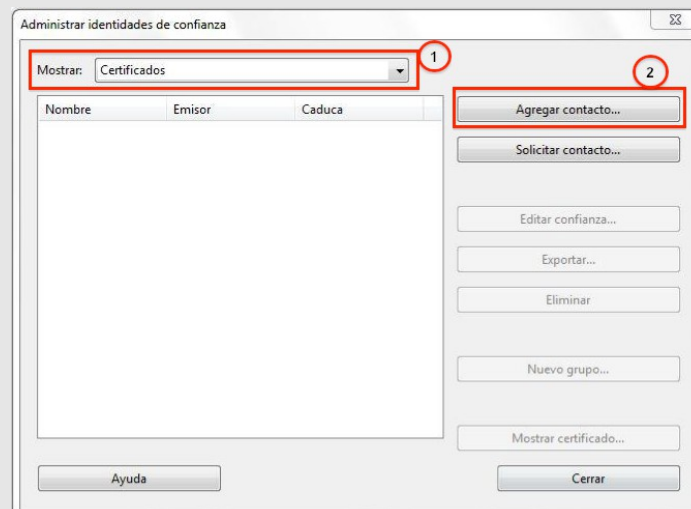 Administrar identidades de confianza
1
Mostrar: Certificados
2
Nombre Emisor Caduca
Agregar contacto...
Solicitar contacto...
Editar confianza...
Exportar...
Eliminar
Nuevo grupo...
Mostrar certificado...
Ayuda
Cerrar